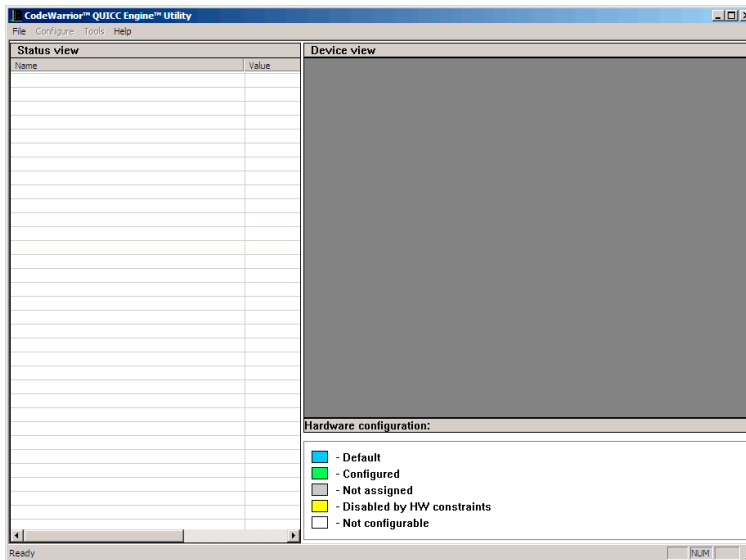 CodeWarrior™ QUICC Engine™ Utility
File Configure Tools Help
Status view
Name Value
Device view
Hardware configuration:
- Default
- Configured
- Not assigned
- Disabled by HW constraints
- Not configurable
Ready NUM